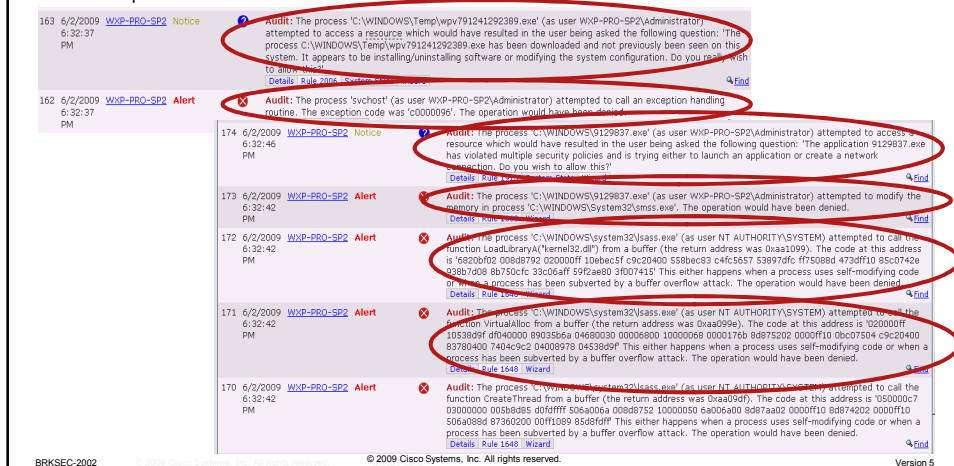 163 6/2/2009 WXP-PRO-SP2 Notice Audit: The process 'C:\WINDOWS\Temp\wpv791241292389.exe' (as user WXP-PRO-SP2\Administrator)
6:32:37 attempted to access a resource which would have resulted in the user being asked the following question: 'The
PM process C:\WINDOWS\Temp\wpv791241292389.exe has been downloaded and not previously been seen on this
system. It appears to be installing/uninstalling software or modifying the system configuration. Do you really wish
to allow this?'
Details Rule 2006 System State Wizard Find
162 6/2/2009 WXP-PRO-SP2 Alert Audit: The process 'svchost' (as user WXP-PRO-SP2\Administrator) attempted to call an exception handling
6:32:37 routine. The exception code was 'c0000096'. The operation would have been denied.
PM
174 6/2/2009 WXP-PRO-SP2 Notice Audit: The process 'C:\WINDOWS\9129837.exe' (as user WXP-PRO-SP2\Administrator) attempted to access a
6:32:46 resource which would have resulted in the user being asked the following question: 'The application 9129837.exe
PM has violated multiple security policies and is trying either to launch an application or create a network
connection. Do you wish to allow this?'
Details Rule System State Wizard Find
173 6/2/2009 WXP-PRO-SP2 Alert Audit: The process 'C:\WINDOWS\9129837.exe' (as user WXP-PRO-SP2\Administrator) attempted to modify the
6:32:42 memory in process 'C:\WINDOWS\System32\smss.exe'. The operation would have been denied.
PM Details Rule Wizard Find
172 6/2/2009 WXP-PRO-SP2 Alert Audit: The process 'C:\WINDOWS\system32\lsass.exe' (as user NT AUTHORITY\SYSTEM) attempted to call the
6:32:42 function LoadLibraryA("kernel32.dll") from a buffer (the return address was 0xaa1099). The code at this address
PM is '6820bf02 008d8792 020000ff 10ebec5f c9c20400 558bec83 c4fc5657 53897dfc ff75088d 473dff10 85c0742e
938b7d08 8b750cfc 33c06aff 59f2ae80 3f007415' This either happens when a process uses self-modifying code
or when a process has been subverted by a buffer overflow attack. The operation would have been denied.
Details Rule 1648 Wizard Find
171 6/2/2009 WXP-PRO-SP2 Alert Audit: The process 'C:\WINDOWS\system32\lsass.exe' (as user NT AUTHORITY\SYSTEM) attempted to call the
6:32:42 function VirtualAlloc from a buffer (the return address was 0xaa099e). The code at this address is '020000ff
PM 10538d9f df040000 89035b6a 04680030 00006800 10000068 0000176b 8d875202 0000ff10 0bc07504 c9c20400
83780400 7404c9c2 04008978 04538d9f' This either happens when a process uses self-modifying code or when a
process has been subverted by a buffer overflow attack. The operation would have been denied.
Details Rule 1648 Wizard Find
170 6/2/2009 WXP-PRO-SP2 Alert Audit: The process 'C:\WINDOWS\system32\lsass.exe' (as user NT AUTHORITY\SYSTEM) attempted to call the
6:32:42 function CreateThread from a buffer (the return address was 0xaa09df). The code at this address is '050000c7
PM 03000000 005b8d85 d0fdffff 506a006a 008d8752 10000050 6a006a00 8d87aa02 0000ff10 8d874202 0000ff10
506a088d 87360200 00ff1089 85d8fdff' This either happens when a process uses self-modifying code or when a
process has been subverted by a buffer overflow attack. The operation would have been denied.
Details Rule 1648 Wizard Find
BRKSEC-2002 © 2009 Cisco Systems, Inc. All rights reserved. © 2009 Cisco Systems, Inc. All rights reserved. Version 5